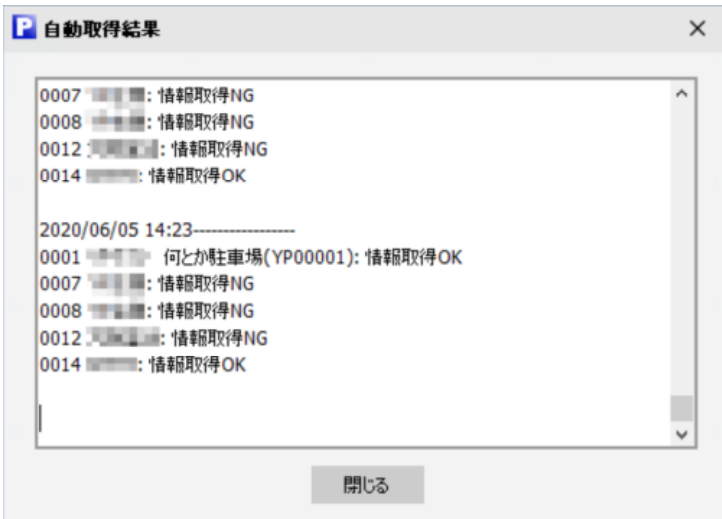 P 自動取得結果
0007 : 情報取得NG
0008 : 情報取得NG
0012 : 情報取得NG
0014 : 情報取得OK
2020/06/05 14:23-----------------
0001 何とか駐車場(YP00001): 情報取得OK
0007 : 情報取得NG
0008 : 情報取得NG
0012 : 情報取得NG
0014 : 情報取得OK
閉じる